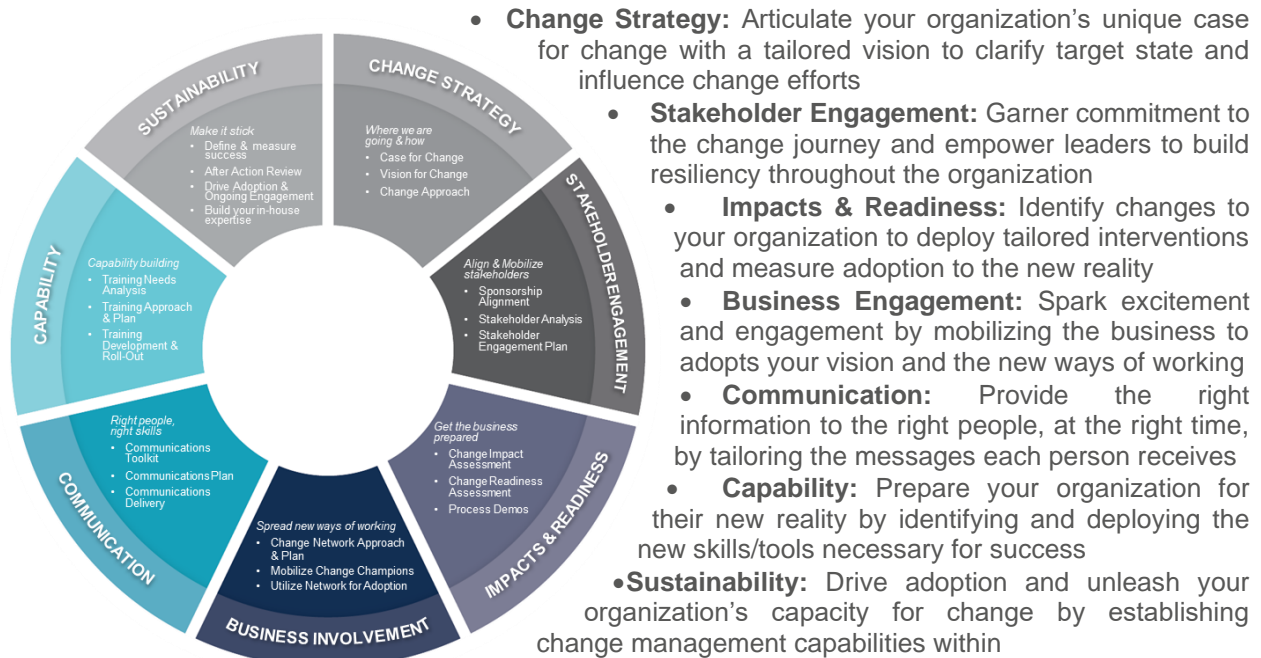 SUSTAINABILITY
Make it stick
• Define & measure
success
• After Action Review
• Drive Adoption &
Ongoing Engagement
• Build your in-house
expertise
CHANGE STRATEGY
Where we are
going & how
• Case for Change
• Vision for Change
• Change Approach
STAKEHOLDER ENGAGEMENT
Align & Mobilize
stakeholders
• Sponsorship
Alignment
• Stakeholder Analysis
• Stakeholder
Engagement Plan
IMPACTS & READINESS
Get the business
prepared
• Change Impact
Assessment
• Change Readiness
Assessment
• Process Demos
BUSINESS INVOLVEMENT
Spread new ways of working
• Change Network Approach
& Plan
• Mobilize Change Champions
• Utilize Network for Adoption
COMMUNICATION
Right people,
right skills
• Communications
Toolkit
• Communications Plan
• Communications
Delivery
CAPABILITY
Capability building
• Training Needs
Analysis
• Training Approach
& Plan
• Training
Development &
Roll-Out
• Change Strategy: Articulate your organization’s unique case
for change with a tailored vision to clarify target state and
influence change efforts
• Stakeholder Engagement: Garner commitment to
the change journey and empower leaders to build
resiliency throughout the organization
• Impacts & Readiness: Identify changes to
your organization to deploy tailored interventions
and measure adoption to the new reality
• Business Engagement: Spark excitement
and engagement by mobilizing the business to
adopts your vision and the new ways of working
• Communication: Provide the right
information to the right people, at the right time,
by tailoring the messages each person receives
• Capability: Prepare your organization for
their new reality by identifying and deploying the
new skills/tools necessary for success
•Sustainability: Drive adoption and unleash your
organization’s capacity for change by establishing
change management capabilities within